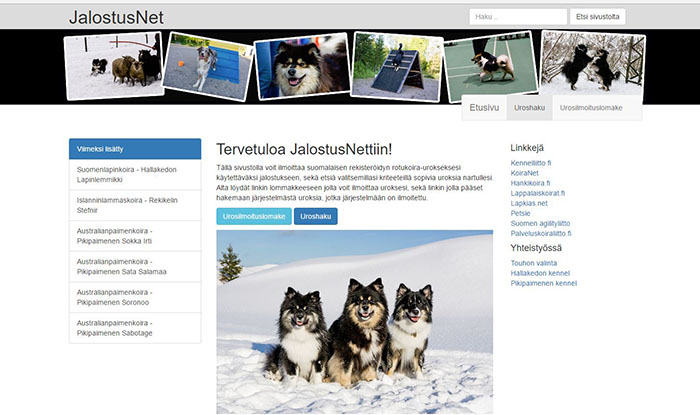 JalostusNet
Haku ..
Etsi sivustolta
Etusivu
Uroshaku
Urosilmoituslomake
Viimeksi lisätty
Suomenlapinkoira - Hallakedon
Lapinlemmikki
Islanninlammaskoira - Rekikelin
Stefnir
Australianpaimenkoira -
Pikipaimenen Sokka Irti
Australianpaimenkoira -
Pikipaimenen Sata Salamaa
Australianpaimenkoira -
Pikipaimenen Soronoo
Australianpaimenkoira -
Pikipaimenen Sabotage
Tervetuloa JalostusNettiin!
Tällä sivustolla voit ilmoittaa suomalaisen rekisteröidyn rotukoira-uroksesi
käytettäväksi jalostukseen, sekä etsiä valitsemillasi kriteereillä sopivia uroksia nartullesi.
Alta löydät linkin lommakkeeseen jolla voit ilmoittaa uroksesi, sekä linkin jolla pääset
hakemaan järjestelmästä uroksia, jotka järjestelmään on ilmoitettu.
Urosilmoituslomake
Uroshaku
Linkkejä
Kennelliitto.fi
KoiraNet
Hankikoira.fi
Lappalaiskoirat.fi
Lapkias.net
Petsie
Suomen agilityliitto
Palveluskoiraliitto.fi
Yhteistyössä
Touhon valinta
Hallakedon kennel
Pikipaimenen kennel